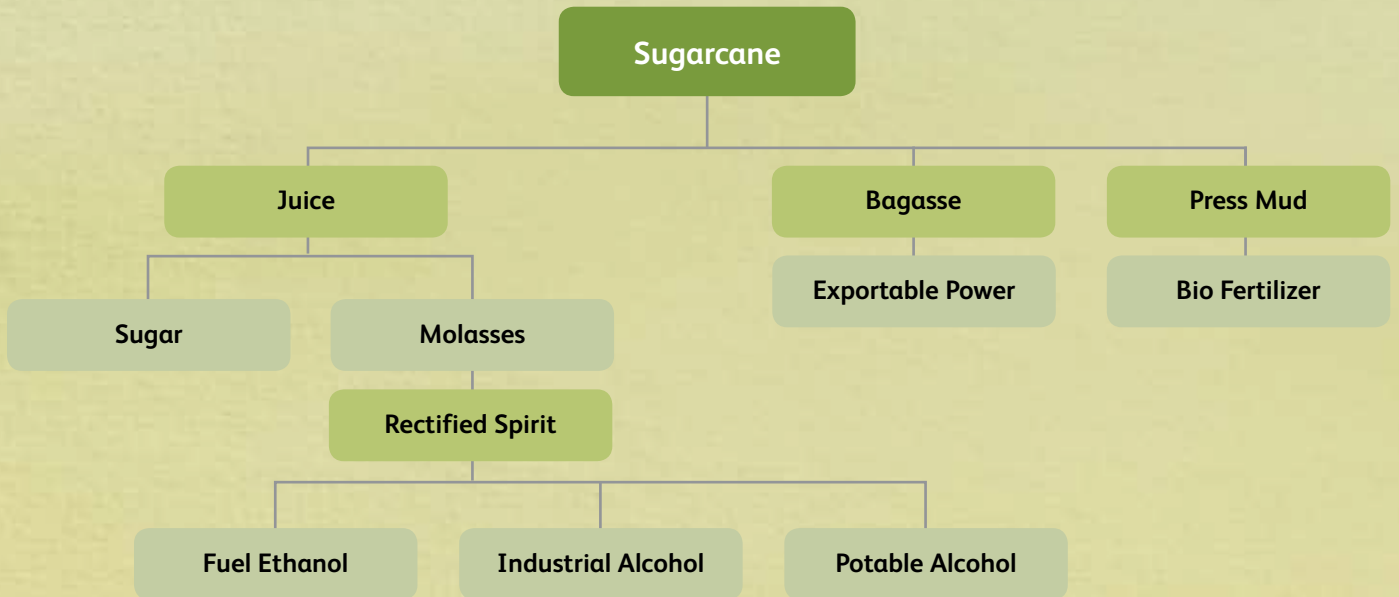 Sugarcane
Juice
Bagasse
Press Mud
Exportable Power
Bio Fertilizer
Sugar
Molasses
Rectified Spirit
Fuel Ethanol
Industrial Alcohol
Potable Alcohol